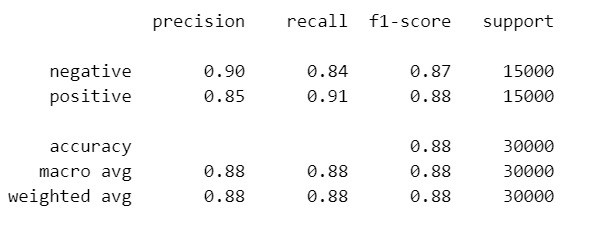 precision recall f1-score support
negative 0.90 0.84 0.87 15000
positive 0.85 0.91 0.88 15000
accuracy 0.88 30000
macro avg 0.88 0.88 0.88 30000
weighted avg 0.88 0.88 0.88 30000